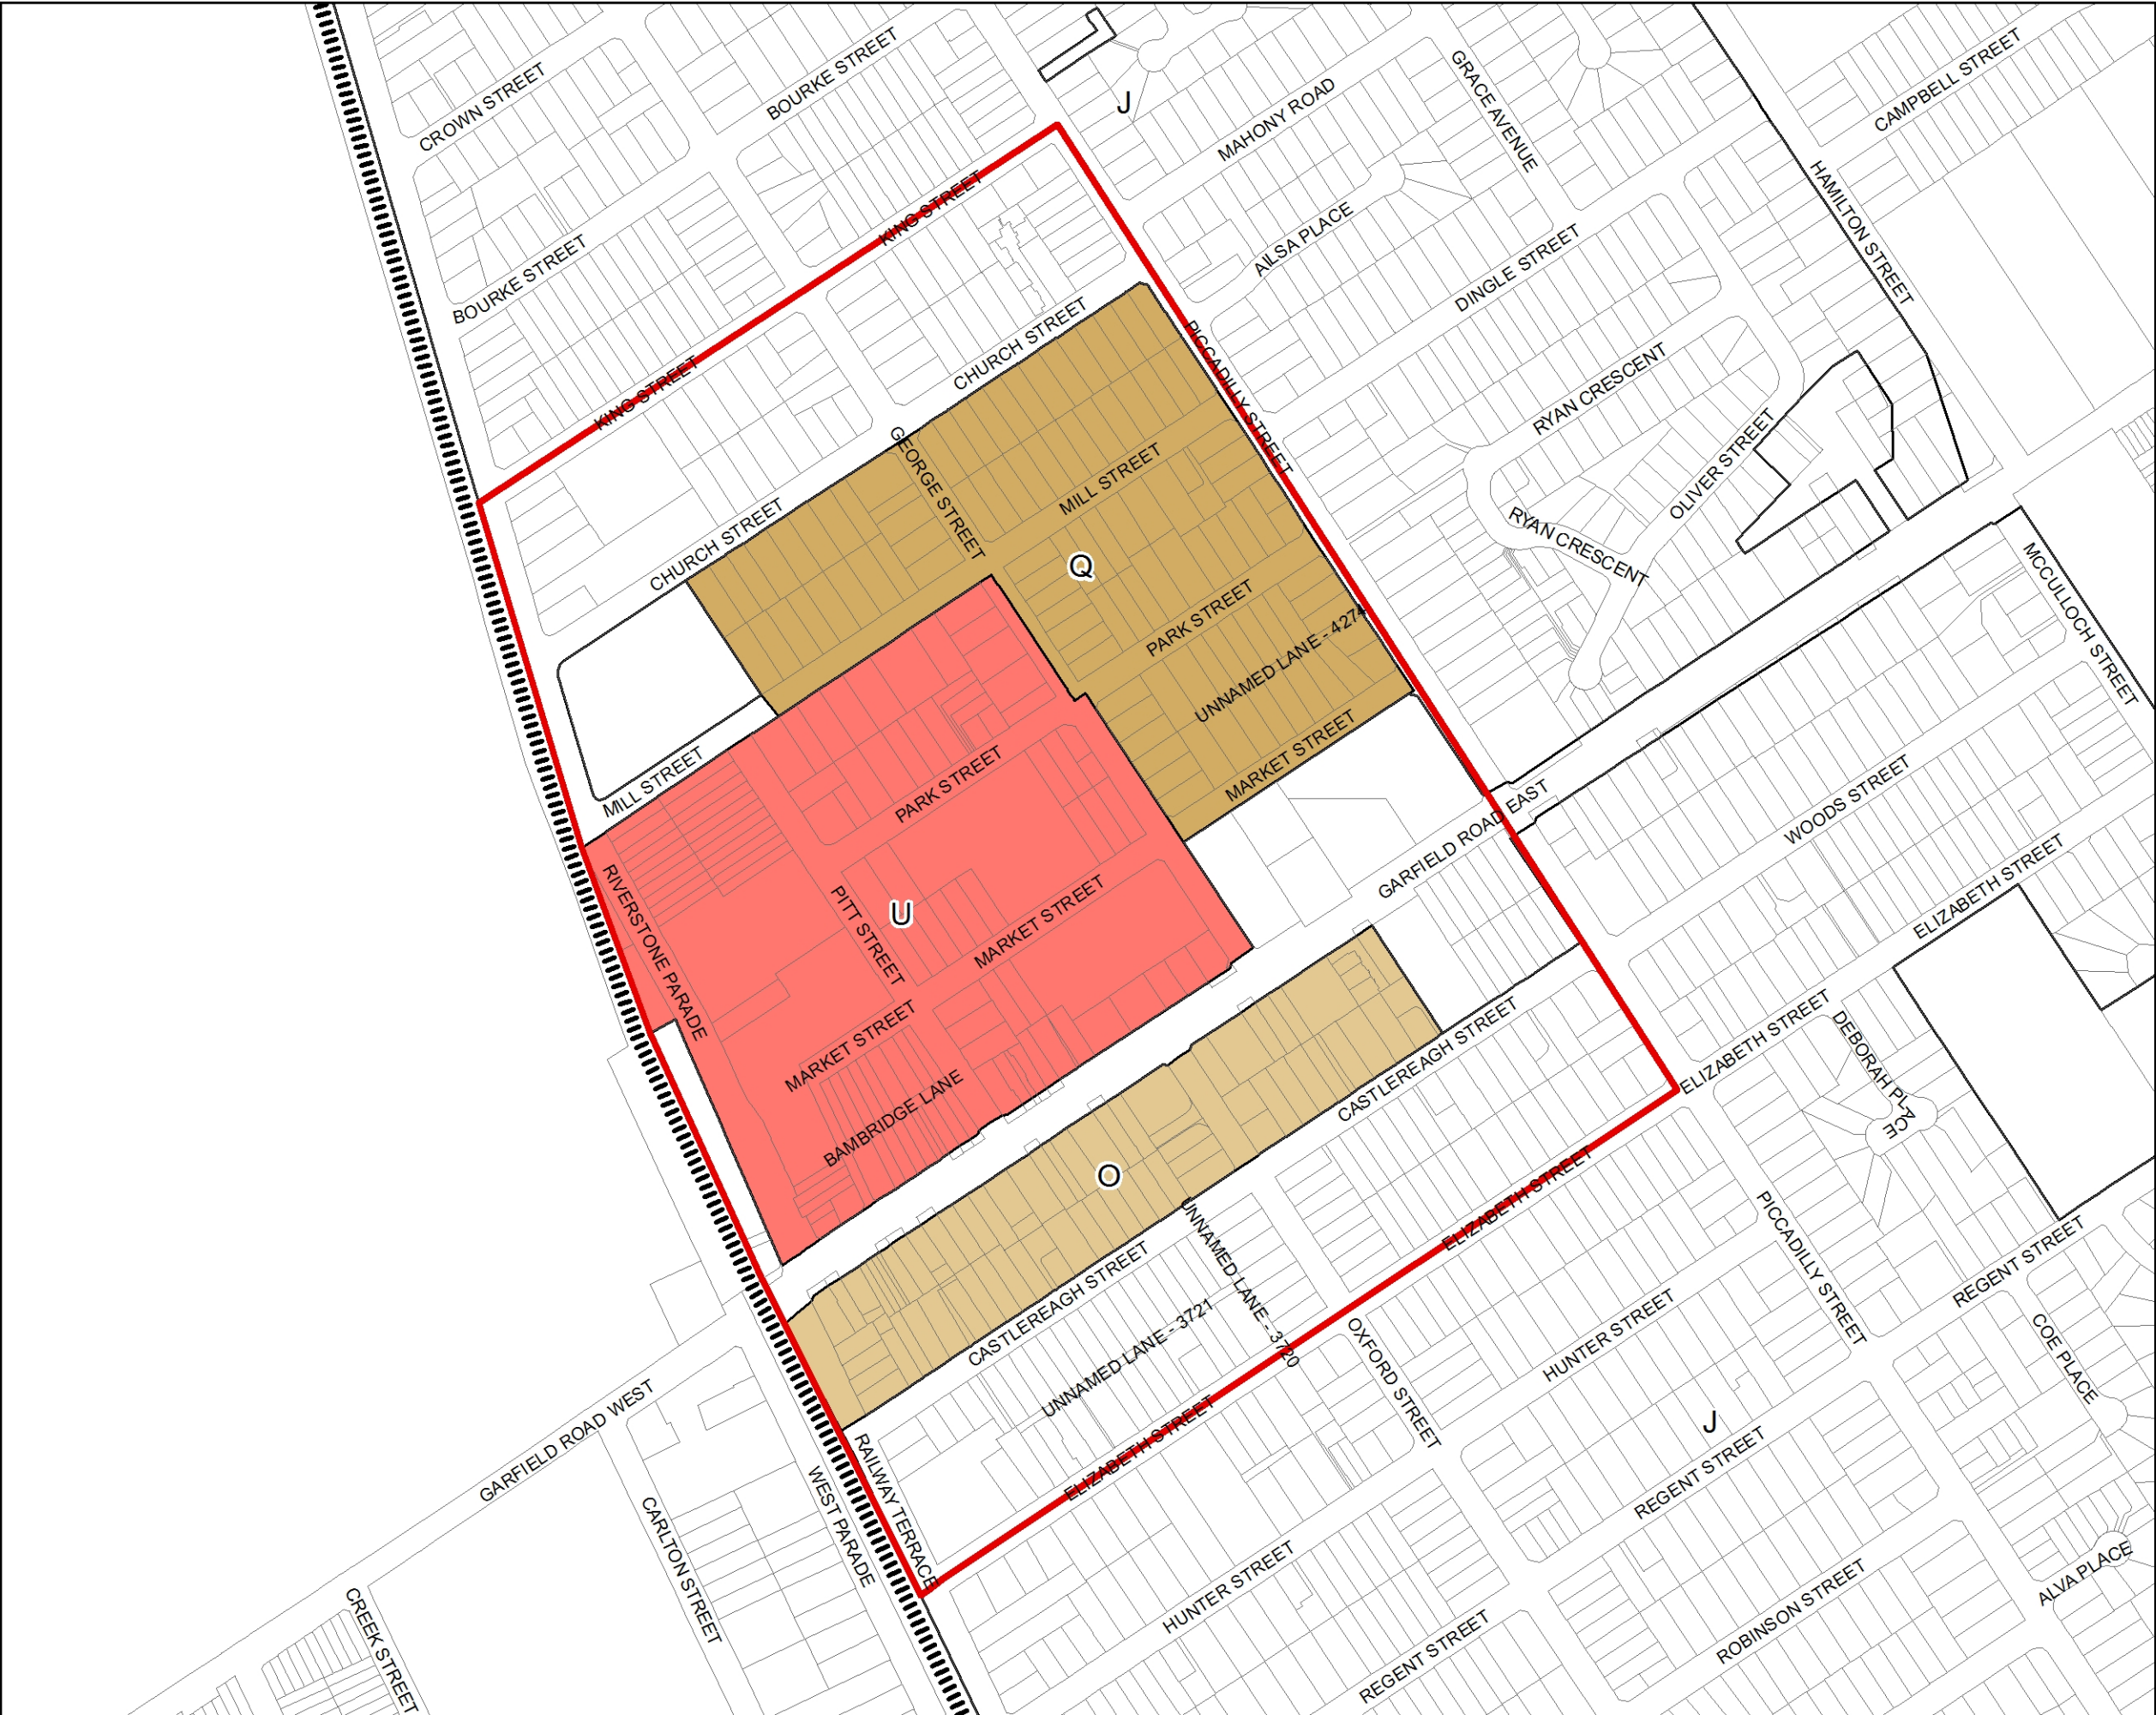 CROWN STREET
BOURKE STREET
J
MAHONY ROAD
GRACE AVENUE
CAMPBELL STREET
KING STREET
BOURKE STREET
AILSA PLACE
DINGLE STREET
HAMILTON STREET
KING STREET
CHURCH STREET
PICCADILLY STREET
RYAN CRESCENT
GEORGE STREET
MILL STREET
OLIVER STREET
CHURCH STREET
Q
RYAN CRESCENT
PARK STREET
UNNAMED LANE - 4274
MCCULLOCH STREET
MILL STREET
PARK STREET
MARKET STREET
GARFIELD ROAD EAST
WOODS STREET
RIVERSTONE PARADE
PITT STREET
U
MARKET STREET
ELIZABETH STREET
MARKET STREET
BAMBRIDGE LANE
CASTLEREAGH STREET
ELIZABETH STREET
DEBORAH PLACE
O
ELIZABETH STREET
PICCADILLY STREET
REGENT STREET
CASTLEREAGH STREET
UNNAMED LANE - 3720
UNNAMED LANE - 3721
OXFORD STREET
HUNTER STREET
COE PLACE
GARFIELD ROAD WEST
ELIZABETH STREET
J
REGENT STREET
RAILWAY TERRACE
WEST PARADE
CARLTON STREET
HUNTER STREET
ALVA PLACE
CREEK STREET
REGENT STREET
ROBINSON STREET